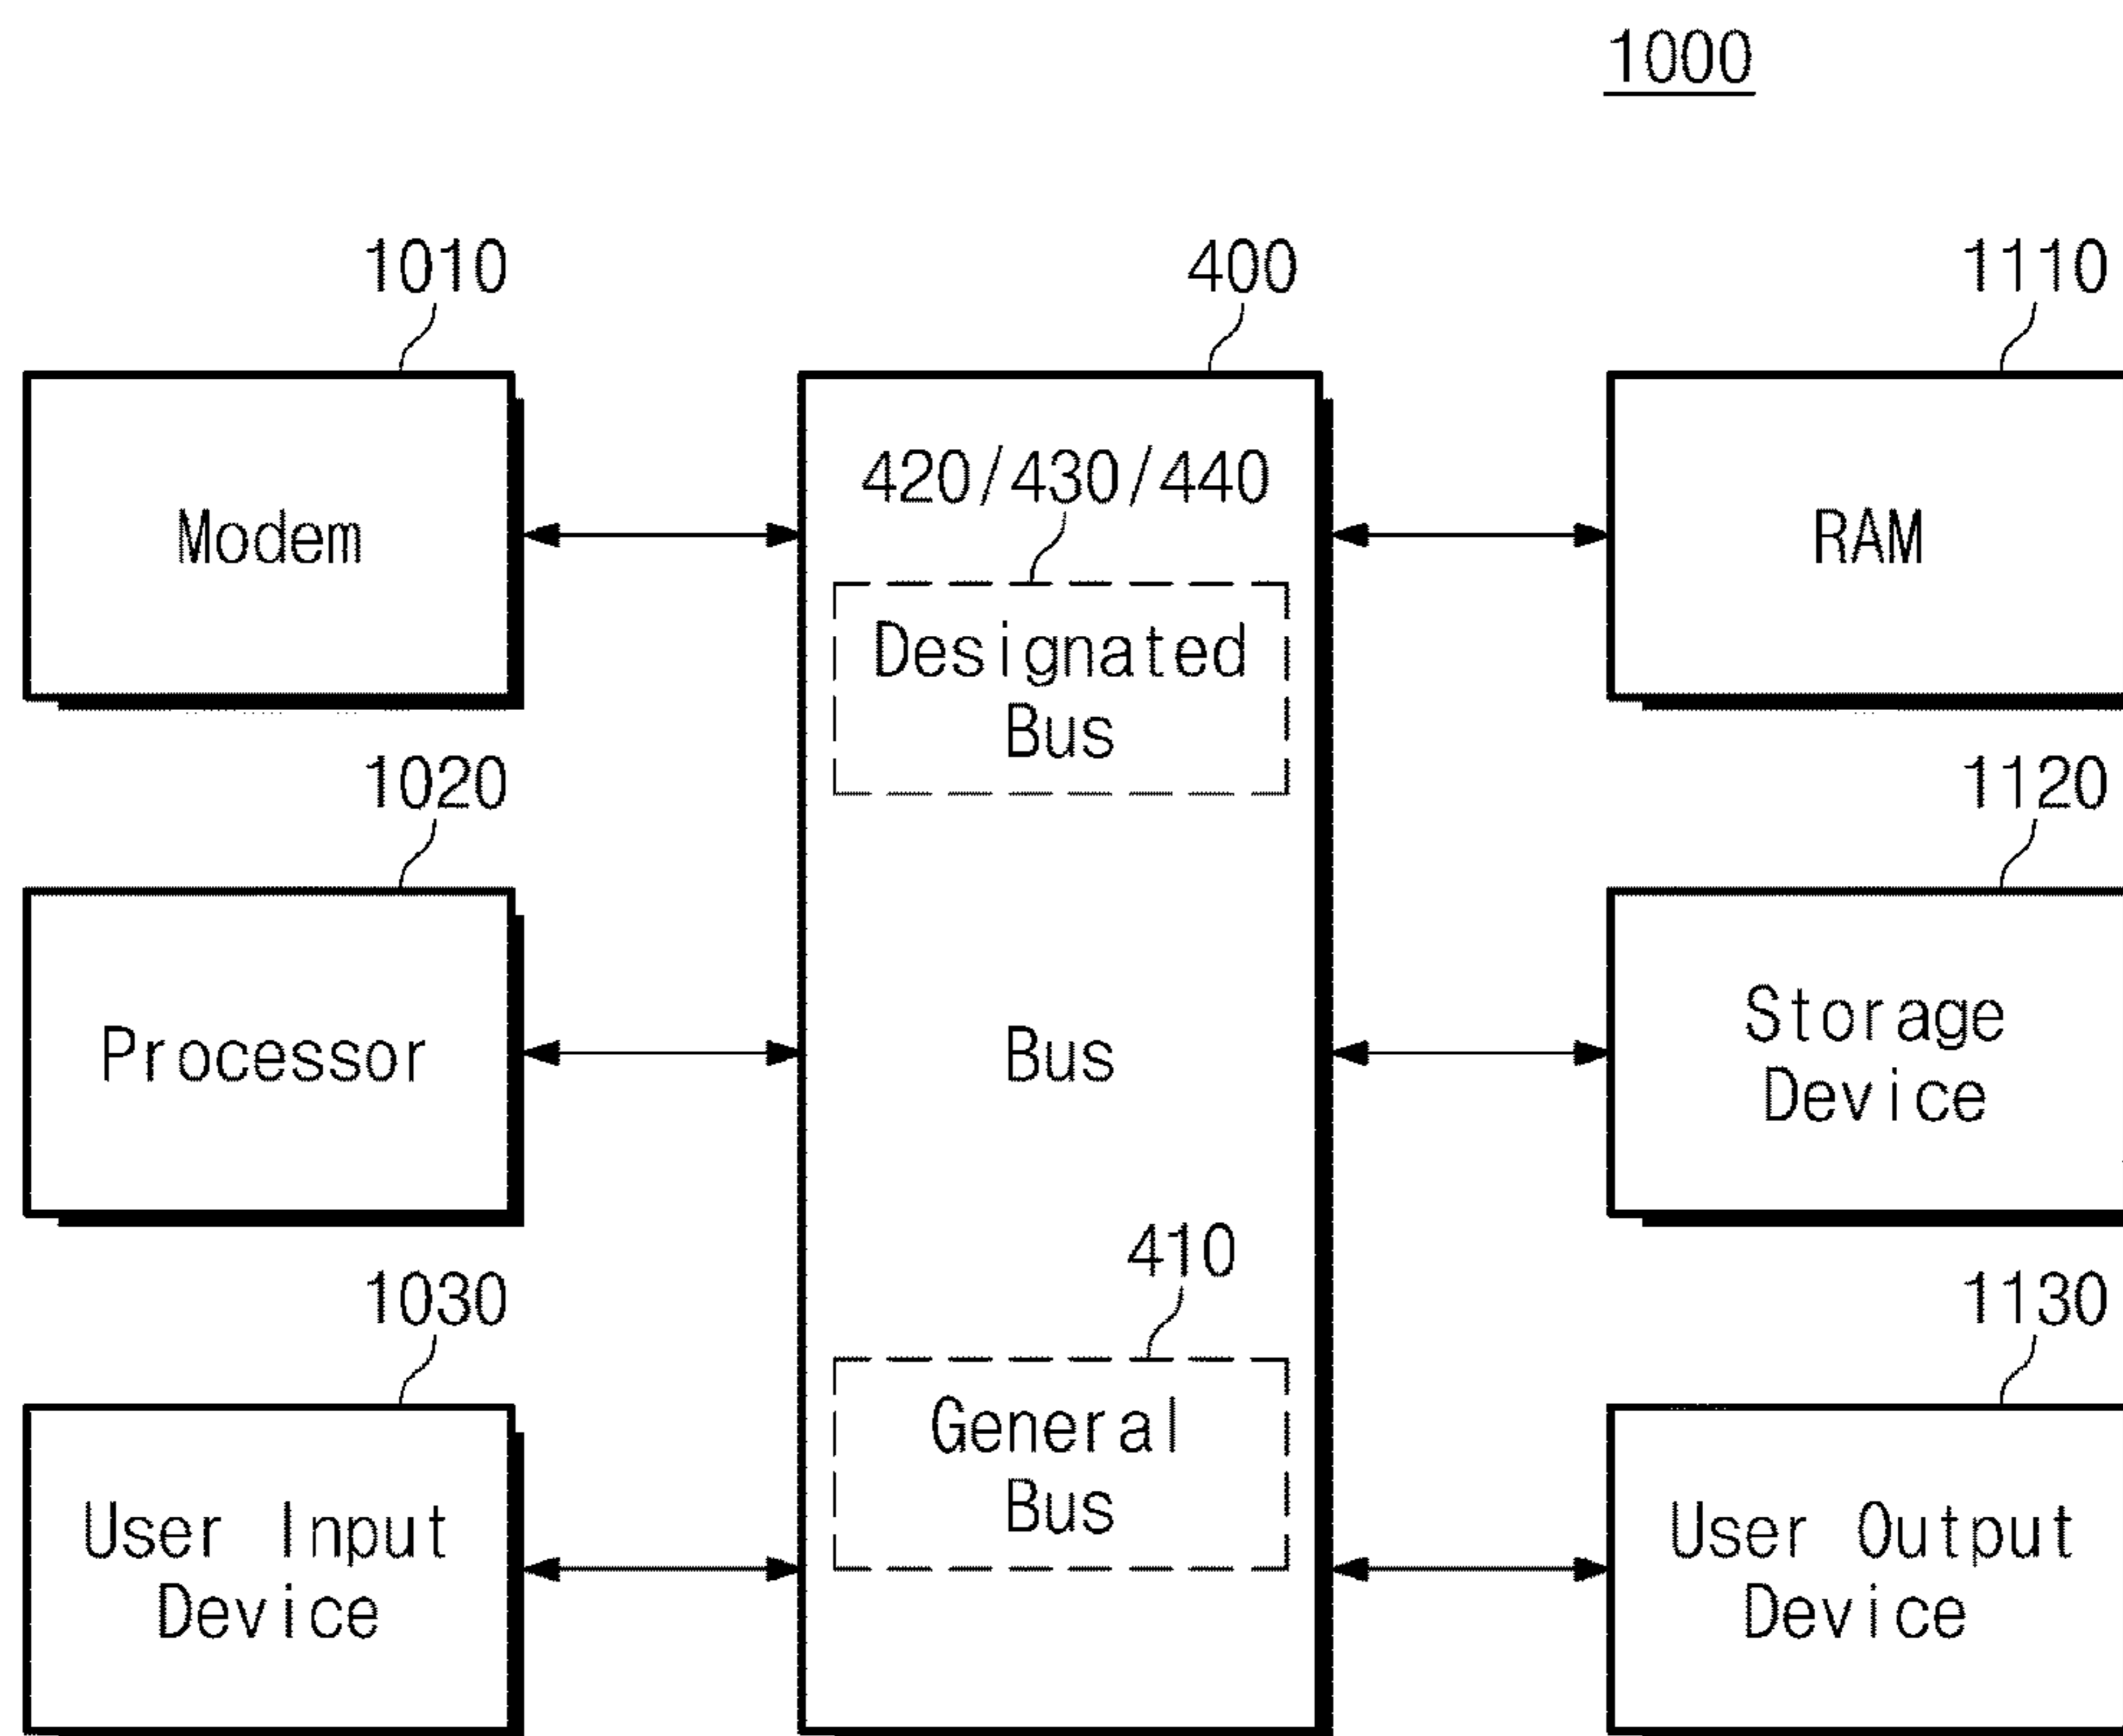 1000
1010
400
1110
420/430/440
Modem
RAM
Designated
Bus
1020
1120
Processor
Bus
Storage
Device
410
1030
1130
General
Bus
User Input
Device
User Output
Device